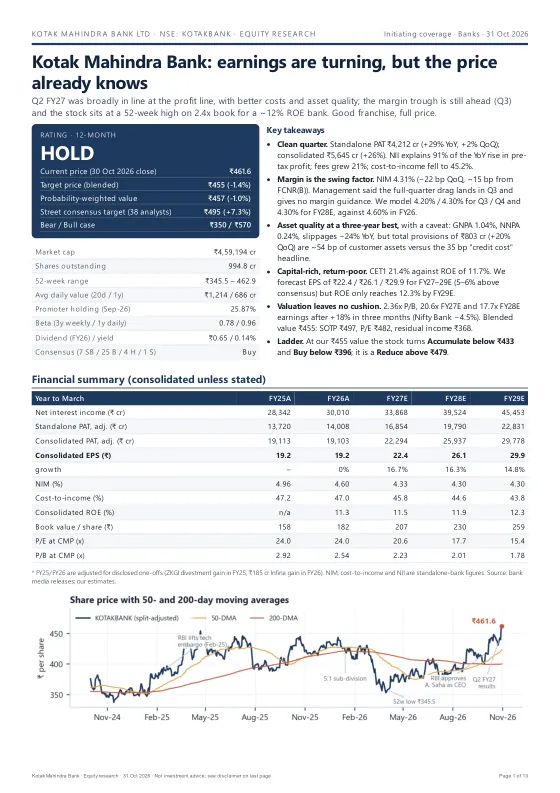 KOTAK MAHINDRA BANK LTD · NSE: KOTAKBANK · EQUITY RESEARCH
Initiating coverage · Banks · 31 Oct 2026
Kotak Mahindra Bank: earnings are turning, but the price
already knows
Q2 FY27 was broadly in line at the profit line, with better costs and asset quality; the margin trough is still ahead (Q3)
and the stock sits at a 52-week high on 2.4x book for a ~12% ROE bank. Good franchise, full price.
RATING · 12-MONTH
HOLD
Current price (30 Oct 2026 close) ₹461.6
Target price (blended) ₹455 (-1.4%)
Probability-weighted value ₹457 (-1.0%)
Street consensus target (38 analysts) ₹495 (+7.3%)
Bear / Bull case ₹350 / ₹570
Market cap ₹4,59,194 cr
Shares outstanding 994.8 cr
52-week range ₹345.5 – 462.9
Avg daily value (20d / 1y) ₹1,214 / 686 cr
Promoter holding (Sep-26) 25.87%
Beta (3y weekly / 1y daily) 0.78 / 0.96
Dividend (FY26) / yield ₹0.65 / 0.14%
Consensus (7 SB / 25 B / 4 H / 1 S) Buy
Key takeaways
• Clean quarter. Standalone PAT ₹4,212 cr (+29% YoY, +2% QoQ);
consolidated ₹5,645 cr (+26%). NII explains 91% of the YoY rise in pre-
tax profit; fees grew 21%; cost-to-income fell to 45.2%.
• Margin is the swing factor. NIM 4.31% (−22 bp QoQ, ~15 bp from
FCNR(B)). Management said the full-quarter drag lands in Q3 and
gives no margin guidance. We model 4.20% / 4.30% for Q3 / Q4 and
4.30% for FY28E, against 4.60% in FY26.
• Asset quality at a three-year best, with a caveat: GNPA 1.04%, NNPA
0.24%, slippages ~24% YoY, but total provisions of ₹803 cr (+20%
QoQ) are ~54 bp of customer assets versus the 35 bp "credit cost"
headline.
• Capital-rich, return-poor. CET1 21.4% against ROE of 11.7%. We
forecast EPS of ₹22.4 / ₹26.1 / ₹29.9 for FY27–29E (5–6% above
consensus) but ROE only reaches 12.3% by FY29E.
• Valuation leaves no cushion. 2.36x P/B, 20.6x FY27E and 17.7x FY28E
earnings after +18% in three months (Nifty Bank −4.5%). Blended
value ₹455: SOTP ₹497, P/E ₹482, residual income ₹368.
• Ladder. At our ₹455 value the stock turns Accumulate below ₹433
and Buy below ₹396; it is a Reduce above ₹479.
Financial summary (consolidated unless stated)
Year to March FY25A FY26A FY27E FY28E FY29E
Net interest income (₹ cr) 28,342 30,010 33,868 39,524 45,453
Standalone PAT, adj. (₹ cr) 13,720 14,008 16,854 19,790 22,831
Consolidated PAT, adj. (₹ cr) 19,113 19,103 22,294 25,937 29,778
Consolidated EPS (₹) 19.2 19.2 22.4 26.1 29.9
growth – 0% 16.7% 16.3% 14.8%
NIM (%) 4.96 4.60 4.33 4.30 4.30
Cost-to-income (%) 47.2 47.0 45.8 44.6 43.8
Consolidated ROE (%) n/a 11.3 11.5 11.9 12.3
Book value / share (₹) 158 182 207 230 259
P/E at CMP (x) 24.0 24.0 20.6 17.7 15.4
P/B at CMP (x) 2.92 2.54 2.23 2.01 1.78
* FY25/FY26 are adjusted for disclosed one-offs (ZKGI divestment gain in FY25, ₹185 cr Infina gain in FY26). NIM, cost-to-income and NII are standalone-bank figures. Source: bank
media releases; our estimates.
Share price with 50- and 200-day moving averages
KOTAKBANK (split-adjusted) 50-DMA 200-DMA
₹461.6
₹ per share
450
400
350
RBI lifts tech
embargo (Feb-25)
5:1 sub-division
RBI approves
A. Saha as CEO
Q2 FY27
results
52w low ₹345.5
Nov-24 Feb-25 May-25 Aug-25 Nov-25 Feb-26 May-26 Aug-26 Nov-26
Kotak Mahindra Bank · Equity research · 31 Oct 2026 · Not investment advice; see disclaimer on last page
Page 1 of 10